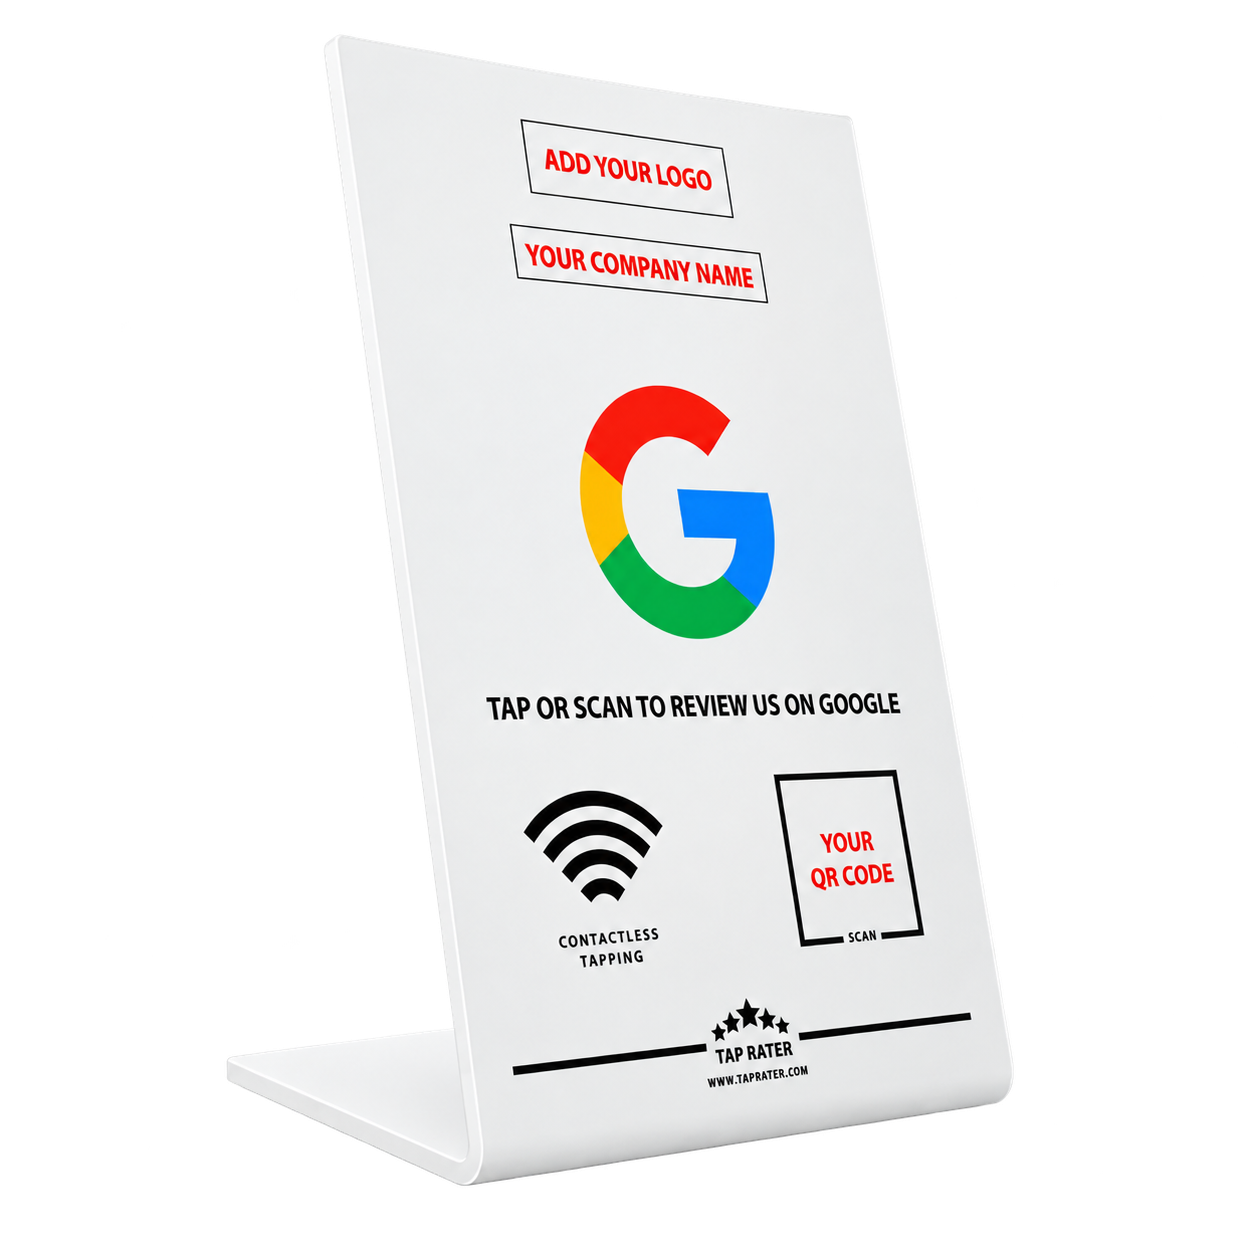 ADD YOUR LOGO
YOUR COMPANY NAME
TAP OR SCAN TO REVIEW US ON GOOGLE
YOUR
QR CODE
SCAN
CONTACTLESS
TAPPING
TAP RATER
WWW.TAPRATER.COM